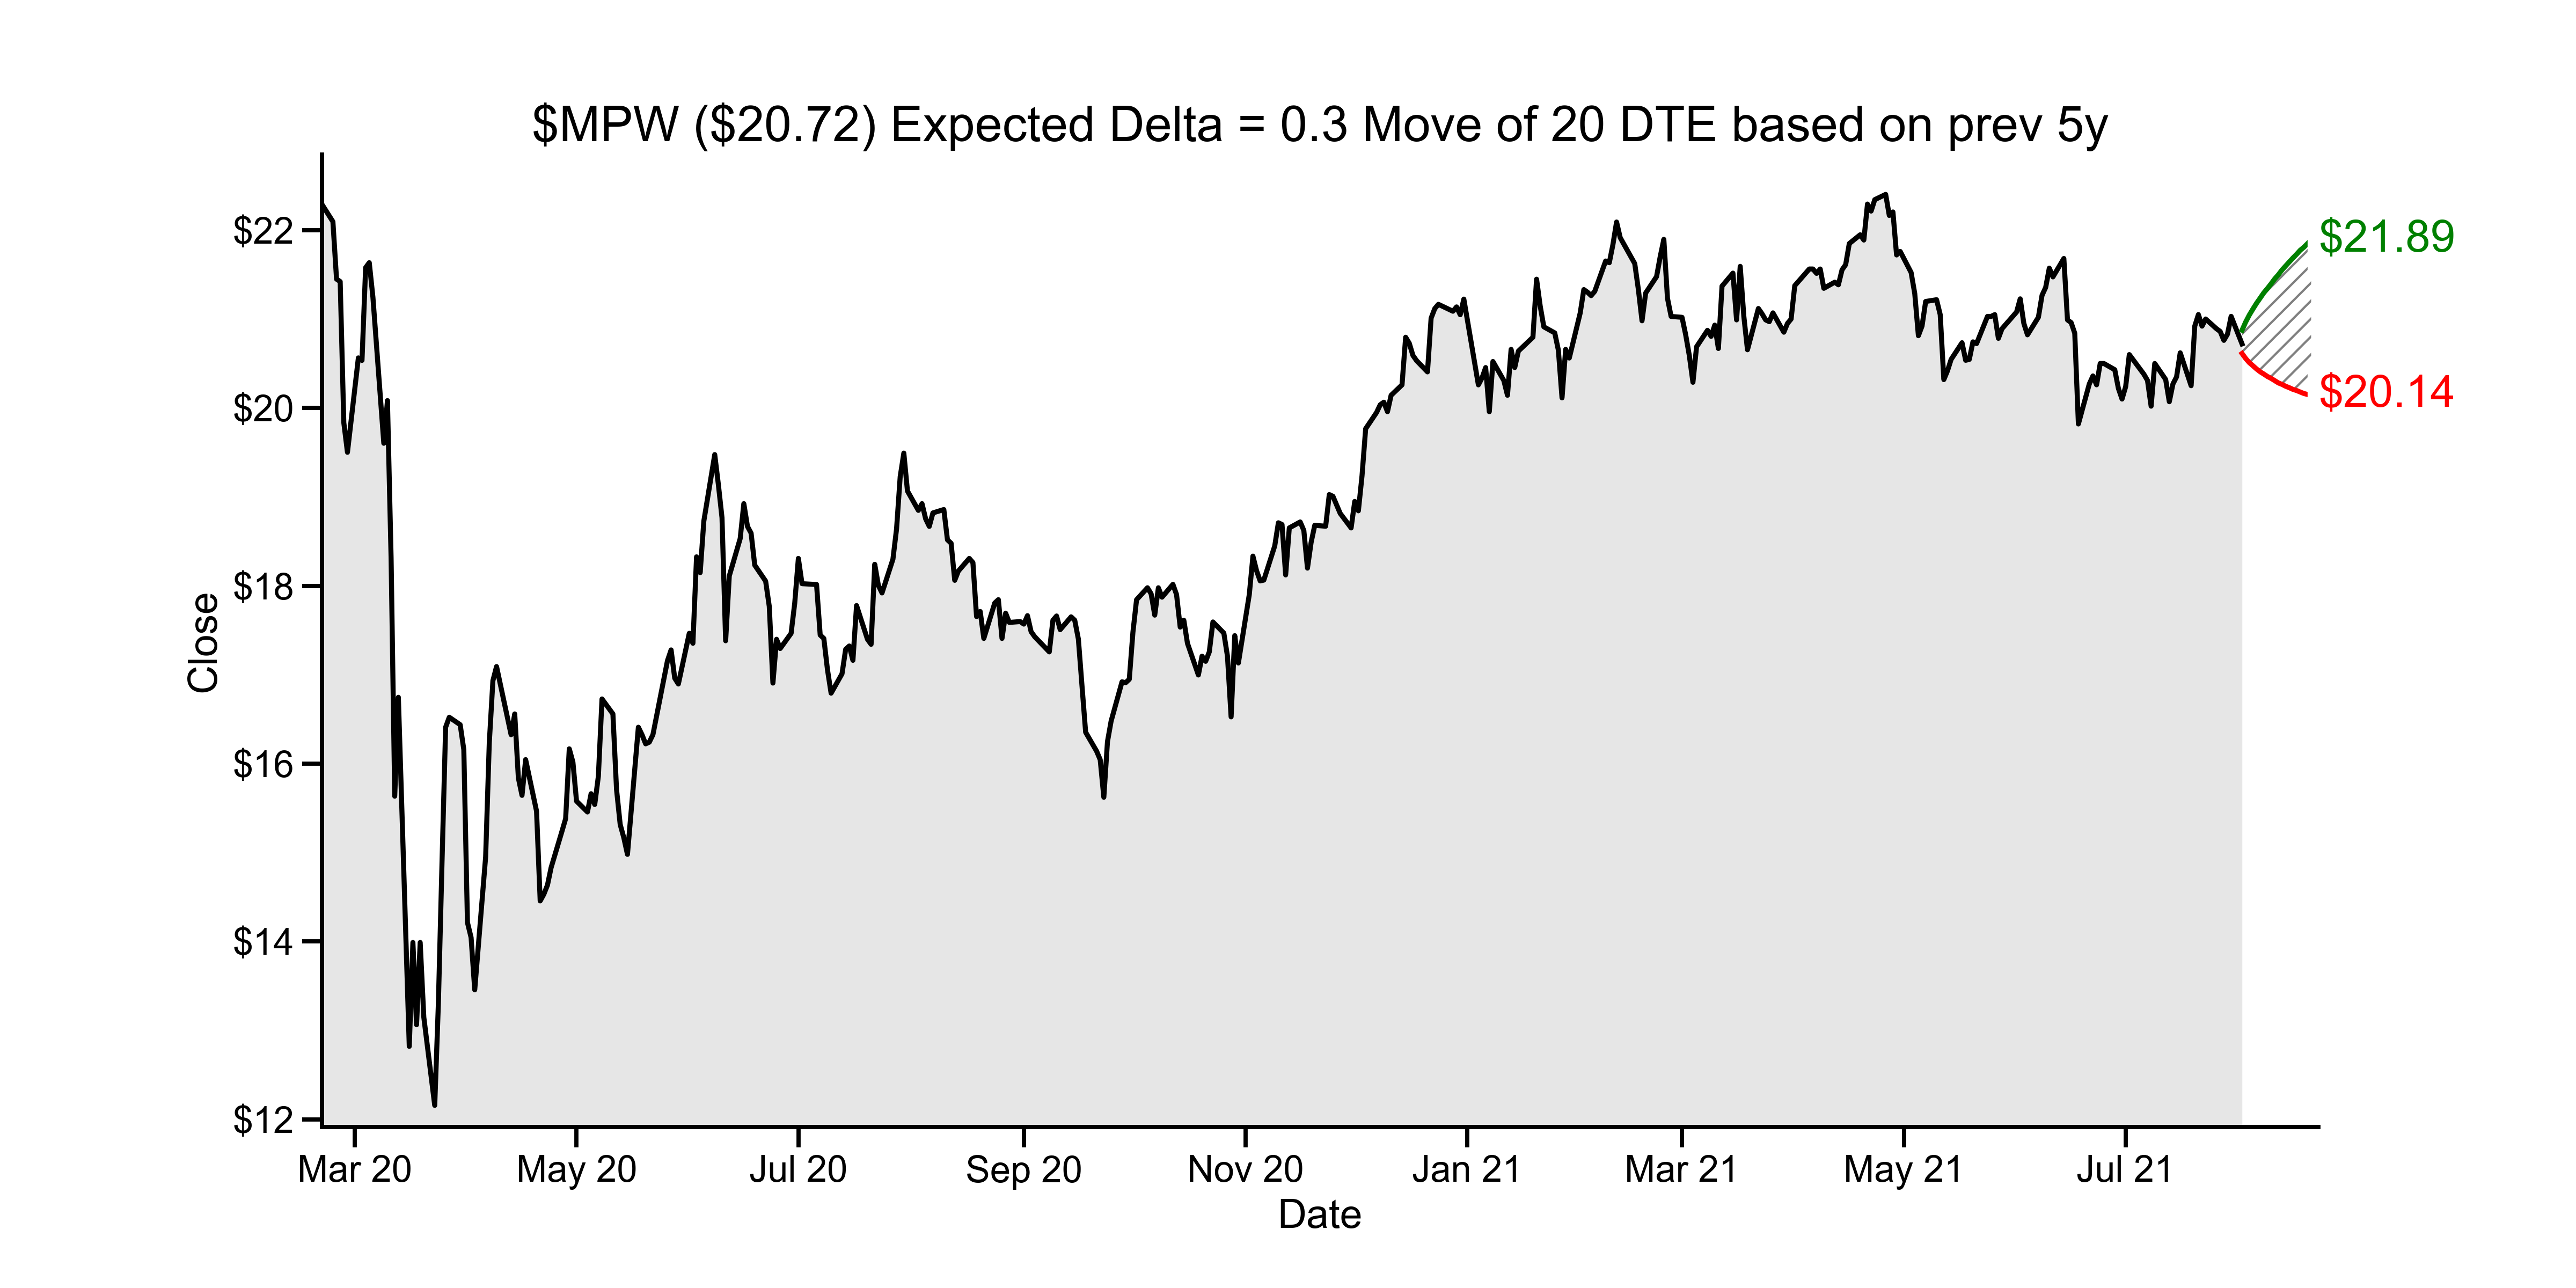 $MPW ($20.72) Expected Delta = 0.3 Move of 20 DTE based on prev 5y
$22
$20
$18
$16
$14
$12
Close
$21.89
$20.14
Mar 20 May 20 Jul 20 Sep 20 Nov 20 Jan 21 Mar 21 May 21 Jul 21
Date